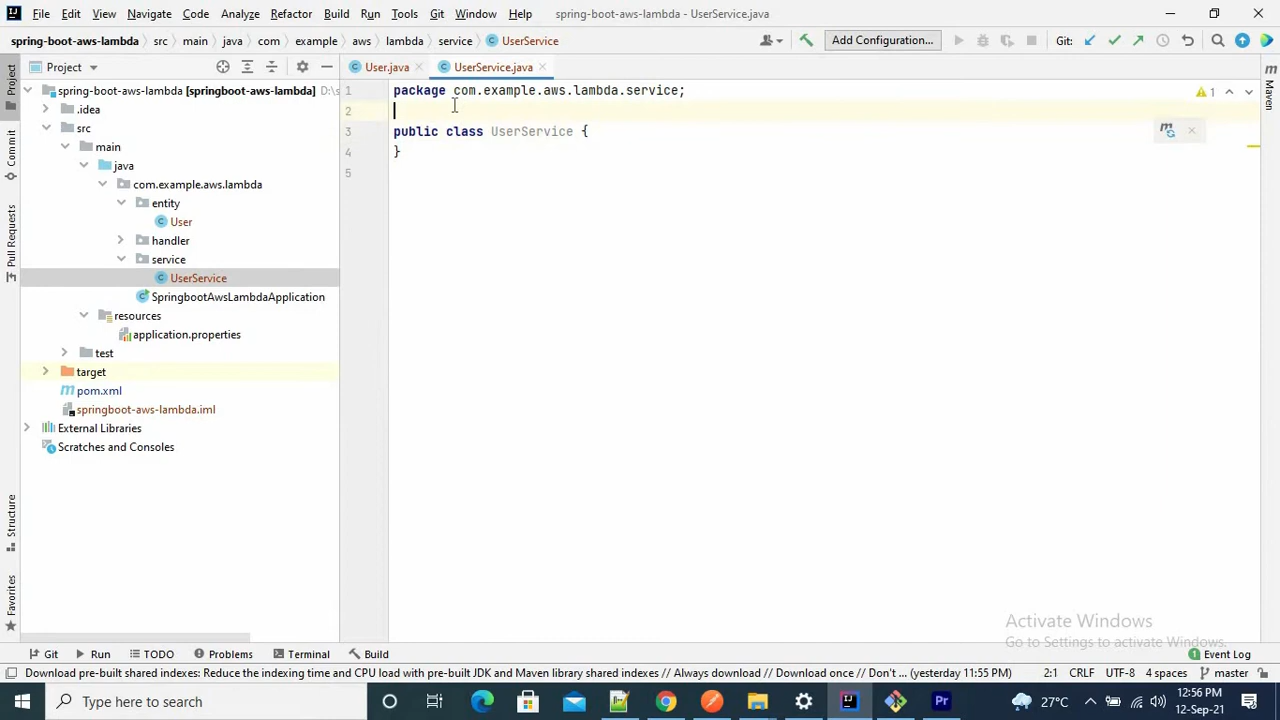 File Edit View Navigate Code Analyze Refactor Build Run Tools Git Window Help spring-boot-aws-lambda - UserService.java
spring-boot-aws-lambda src main java com example aws lambda service UserService Add Configuration... Git:
Project User.java UserService.java
spring-boot-aws-lambda [springboot-aws-lambda] D:\s
.idea
src
main
java
com.example.aws.lambda
entity
User
handler
service
UserService
SpringbootAwsLambdaApplication
resources
application.properties
test
target
pom.xml
springboot-aws-lambda.iml
External Libraries
Scratches and Consoles
1 package com.example.aws.lambda.service;
2
3 public class UserService {
4 }
5
1
Project
Commit
Pull Requests
Structure
Favorites
Maven
Activate Windows
Go to Settings to activate Windows.
Git Run TODO Problems Terminal Build Event Log
Download pre-built shared indexes: Reduce the indexing time and CPU load with pre-built JDK and Maven library shared indexes // Always download // Download once // Don't... (yesterday 11:55 PM) 2:1 CRLF UTF-8 4 spaces master
Type here to search 27°C 12:56 PM
12-Sep-21